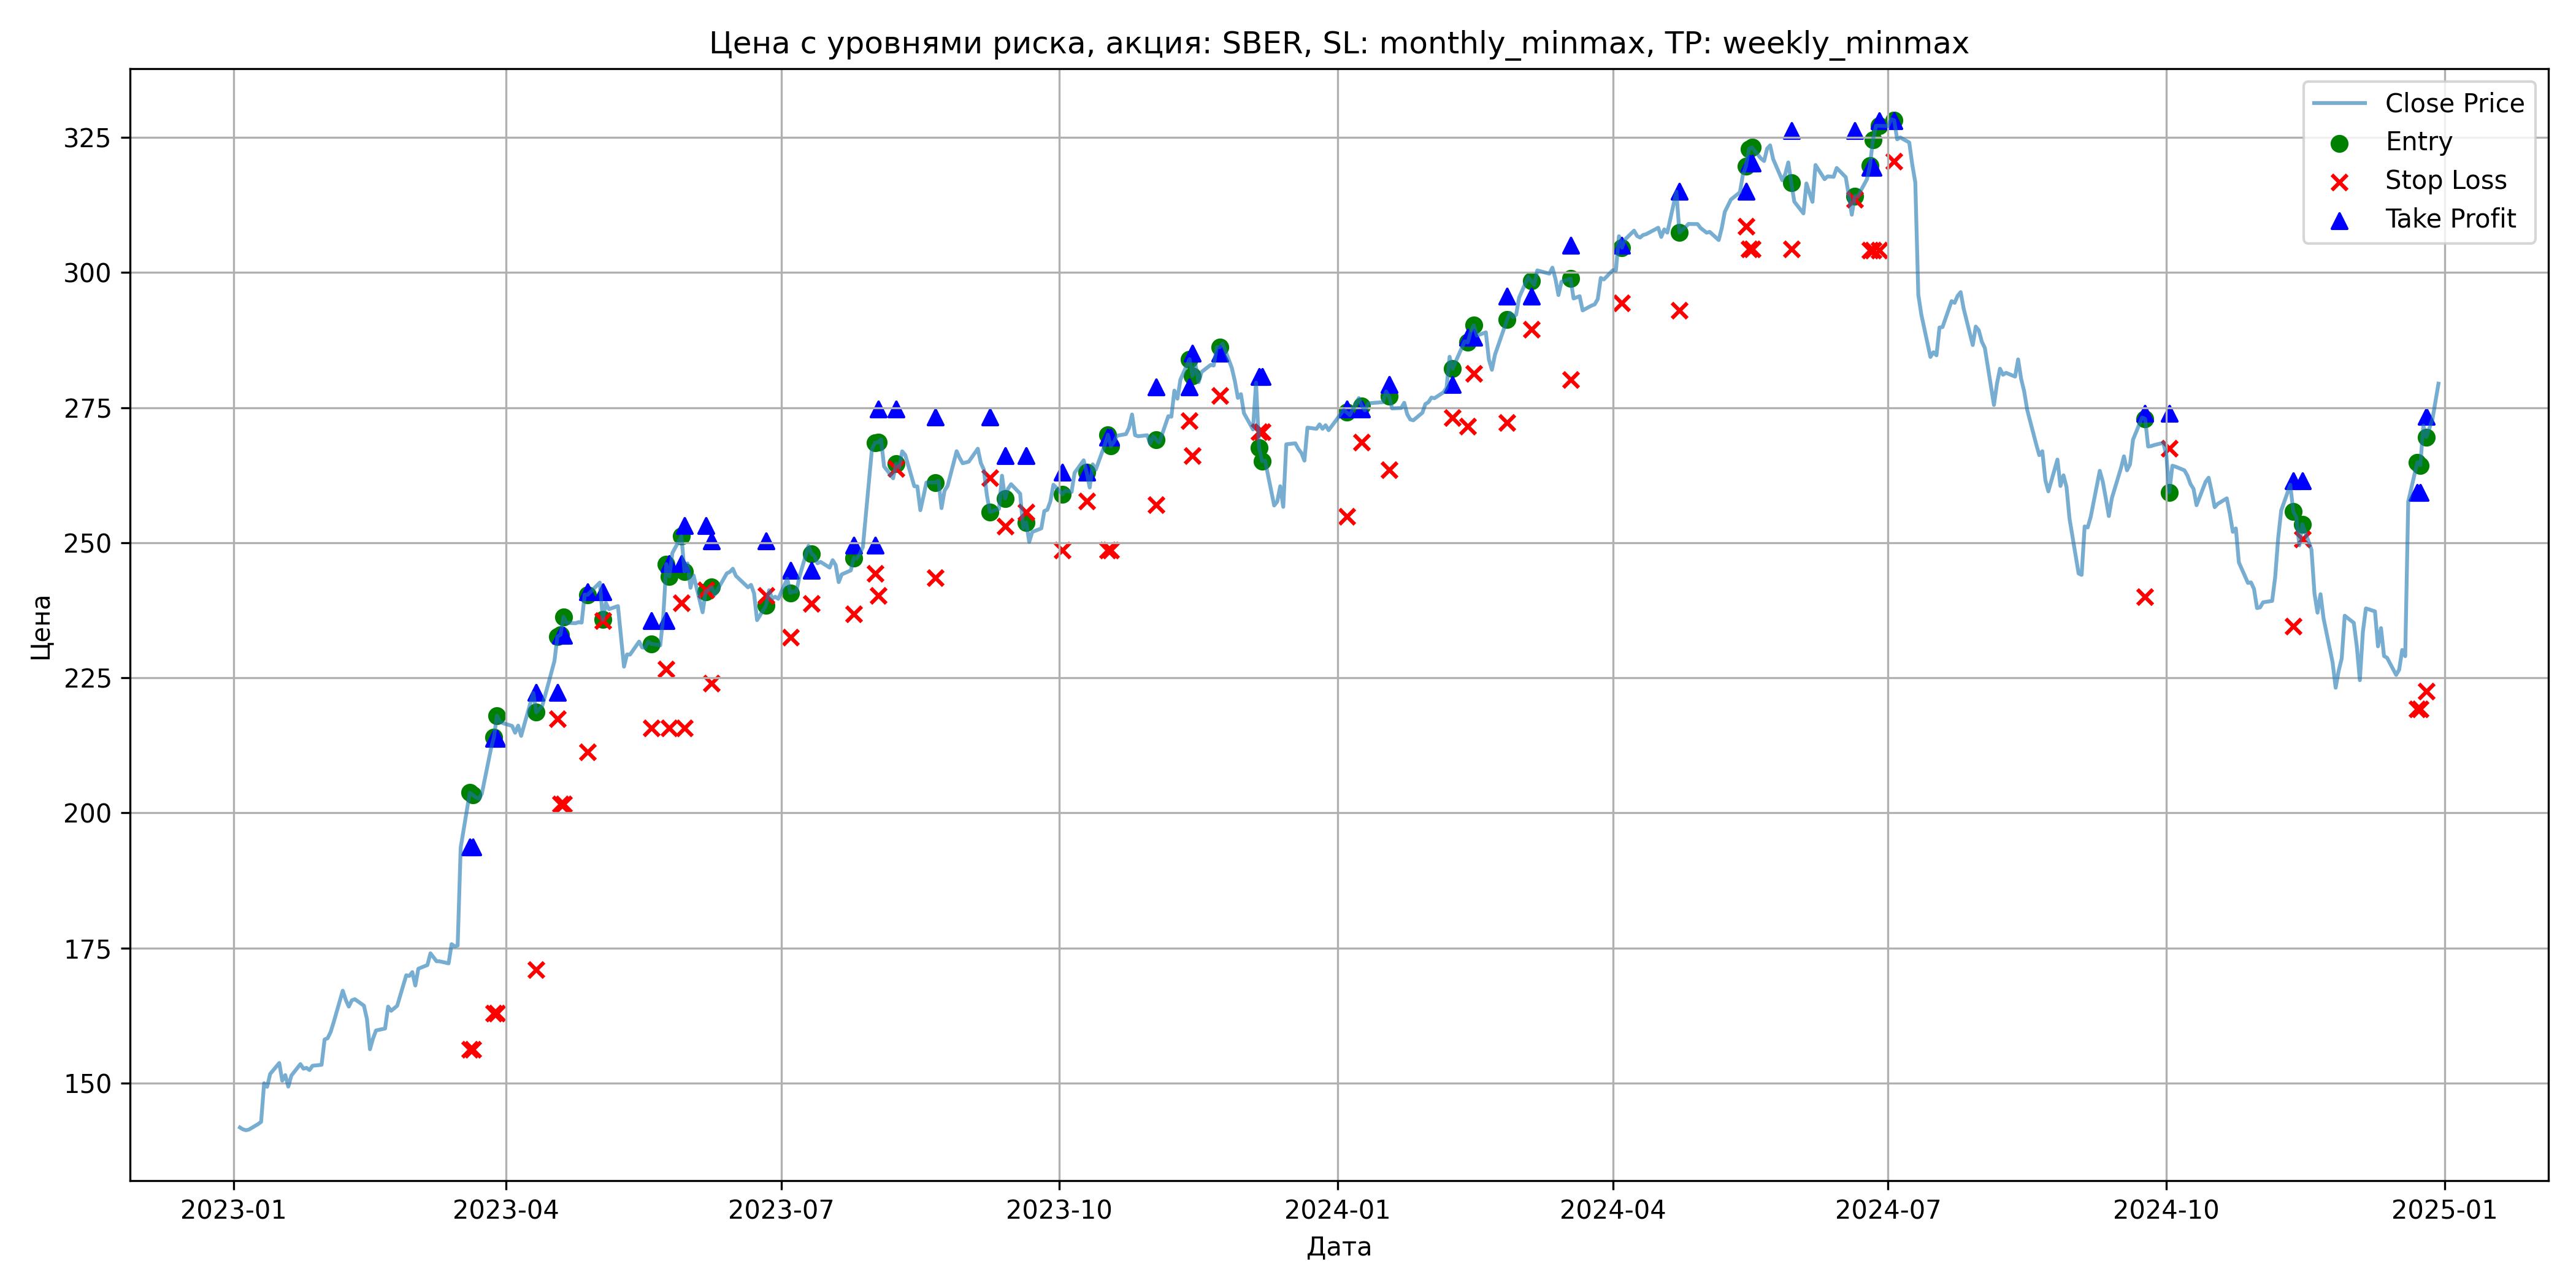 Цена с уровнями риска, акция: SBER, SL: monthly_minmax, TP: weekly_minmax
Close Price
Entry
Stop Loss
Take Profit
325
300
275
250
225
200
175
150
Цена
2023-01
2023-04
2023-07
2023-10
2024-01
2024-04
2024-07
2024-10
2025-01
Дата